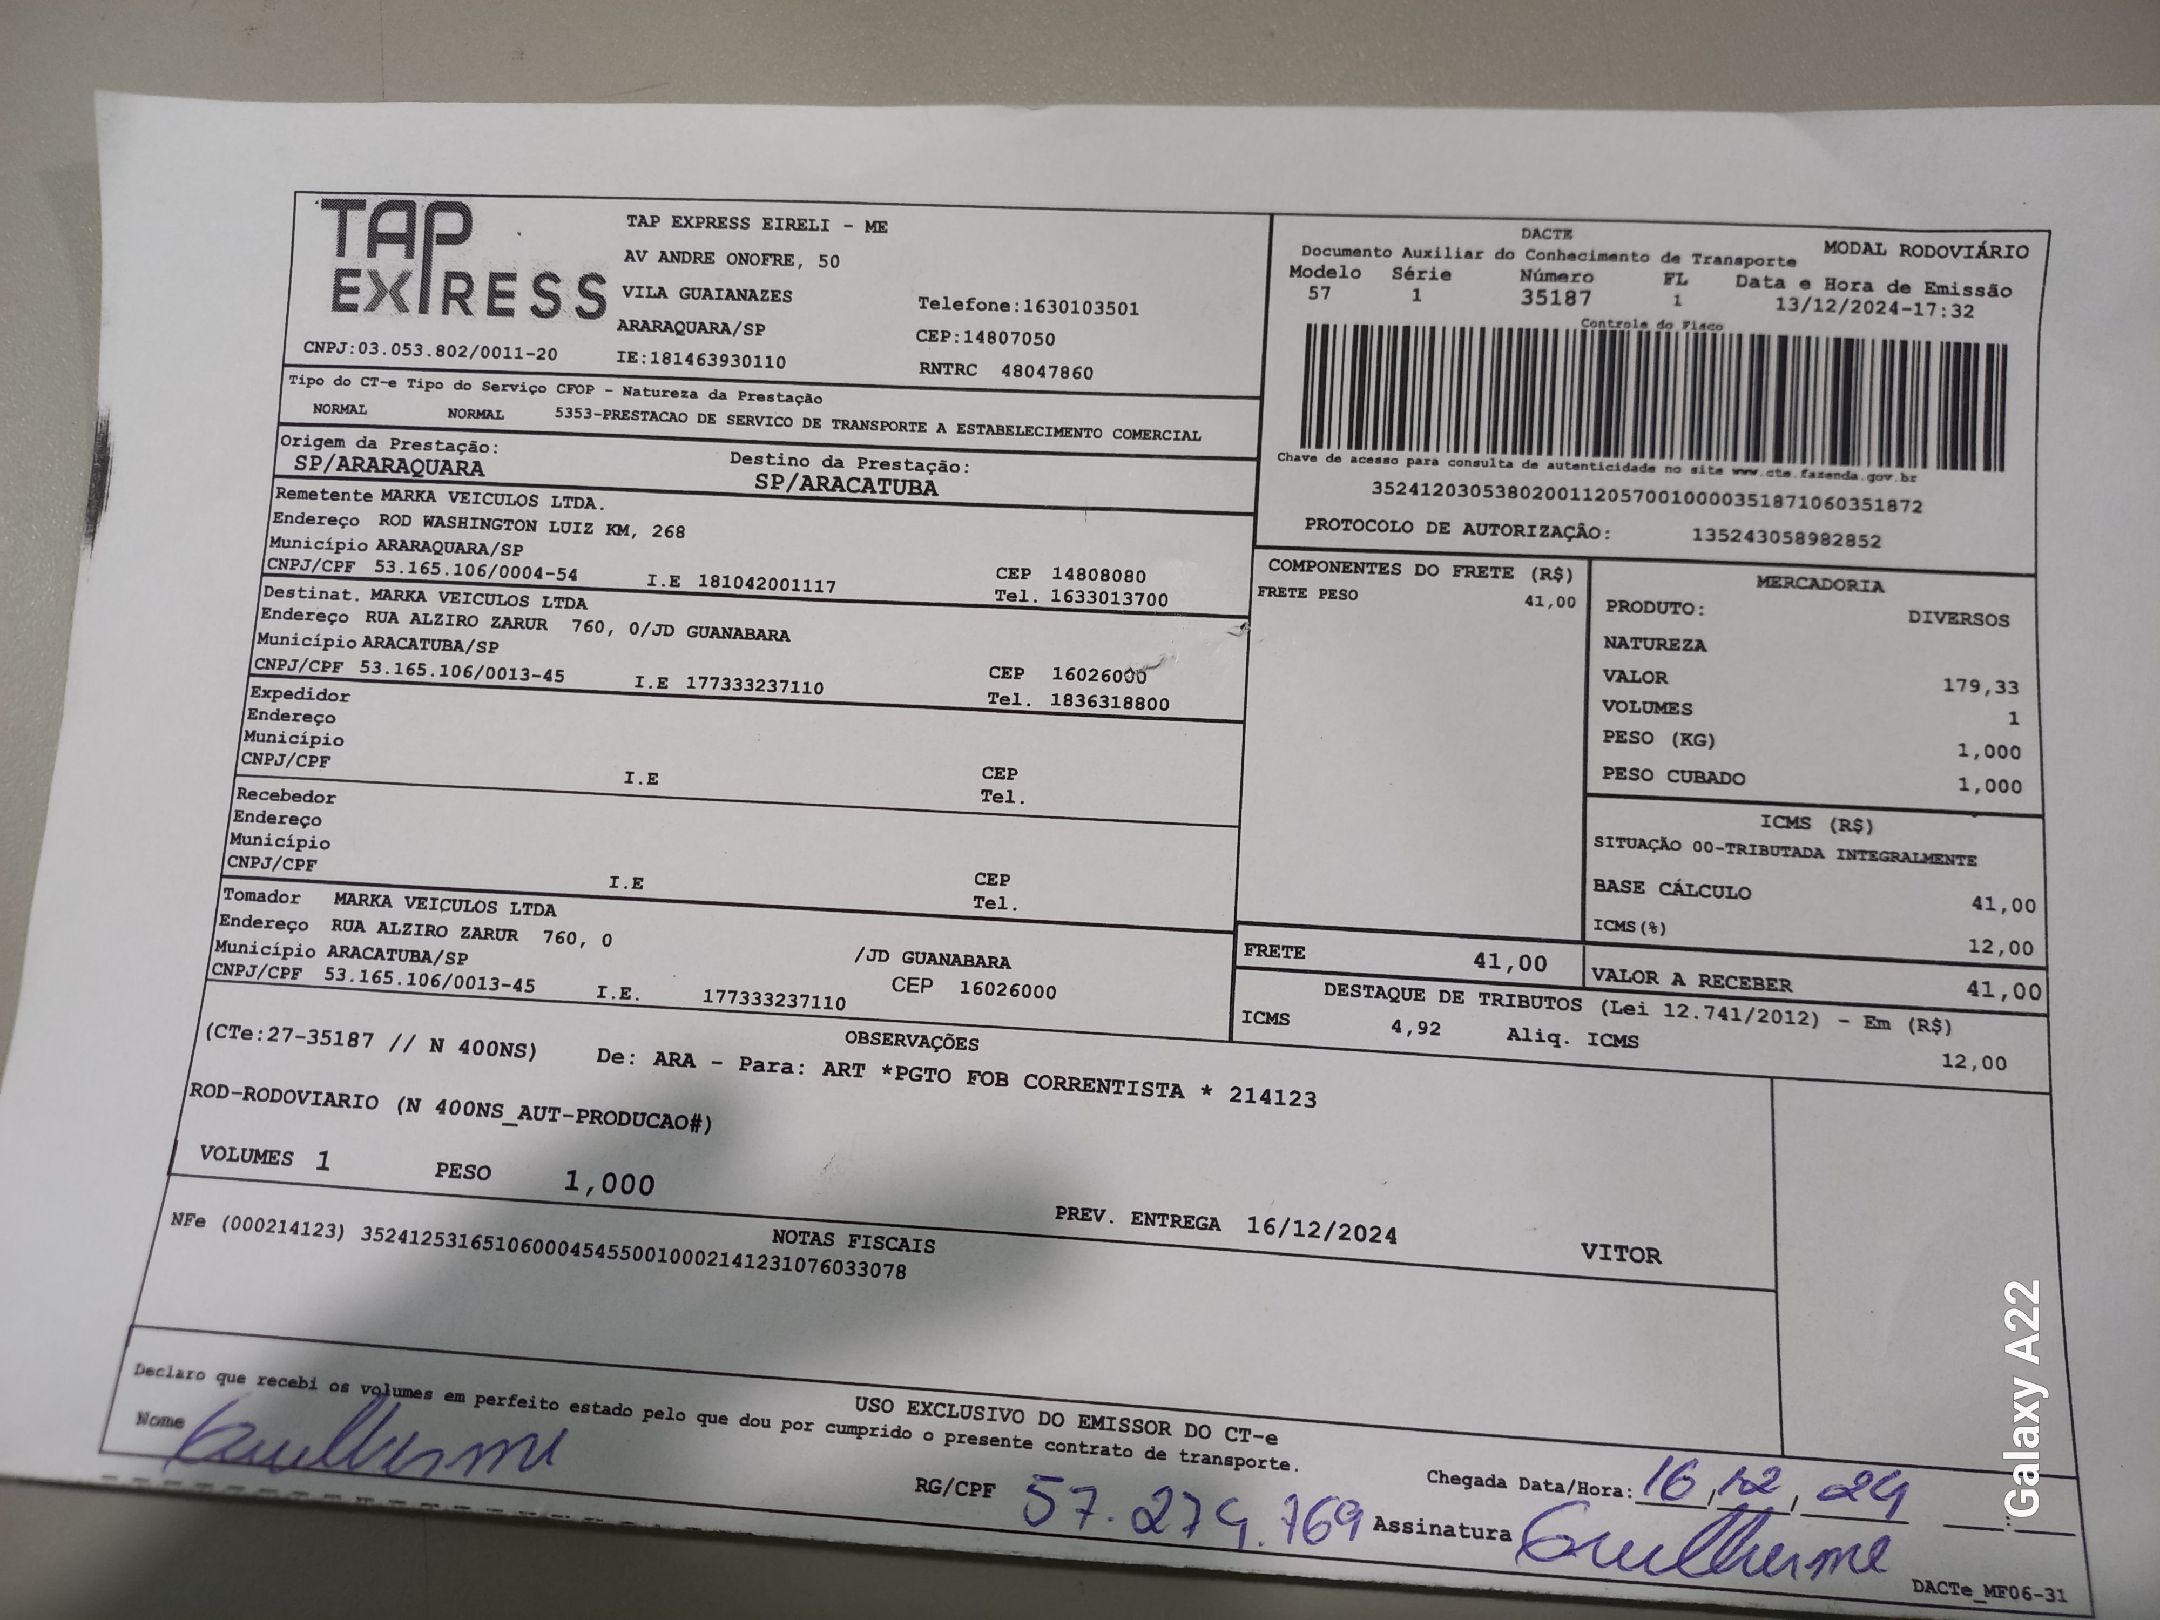 TAP EXPRESS
TAP EXPRESS EIRELI - ME
AV ANDRE ONOFRE, 50
VILA GUAIANAZES
Telefone:1630103501
ARARAQUARA/SP
CEP:14807050
CNPJ:03.053.802/0011-20
IE:181463930110
RNTRC 48047860
DACTE
MODAL RODOVIÁRIO
Documento Auxiliar do Conhecimento de Transporte
Modelo Série Número FL Data e Hora de Emissão
57 1 35187 1 13/12/2024-17:32
Controle do Fisco
Chave de acesso para consulta de autenticidade no site www.cte.fazenda.gov.br
35241203053802001120570010000351871060351872
PROTOCOLO DE AUTORIZAÇÃO: 135243058982852
Tipo do CT-e Tipo do Serviço CFOP - Natureza da Prestação
NORMAL NORMAL 5353-PRESTACAO DE SERVICO DE TRANSPORTE A ESTABELECIMENTO COMERCIAL
Origem da Prestação: Destino da Prestação:
SP/ARARAQUARA SP/ARACATUBA
Remetente MARKA VEICULOS LTDA.
Endereço ROD WASHINGTON LUIZ KM, 268
Município ARARAQUARA/SP CEP 14808080
CNPJ/CPF 53.165.106/0004-54 I.E 181042001117 Tel. 1633013700
Destinat. MARKA VEICULOS LTDA
Endereço RUA ALZIRO ZARUR 760, 0/JD GUANABARA
Município ARACATUBA/SP CEP 16026000
CNPJ/CPF 53.165.106/0013-45 I.E 177333237110 Tel. 1836318800
Expedidor
Endereço
Município CEP
CNPJ/CPF I.E Tel.
Recebedor
Endereço
Município CEP
CNPJ/CPF I.E Tel.
Tomador MARKA VEICULOS LTDA
Endereço RUA ALZIRO ZARUR 760, 0 /JD GUANABARA
Município ARACATUBA/SP CEP 16026000
CNPJ/CPF 53.165.106/0013-45 I.E. 177333237110
COMPONENTES DO FRETE (R$)
FRETE PESO 41,00
MERCADORIA
PRODUTO: DIVERSOS
NATUREZA
VALOR 179,33
VOLUMES 1
PESO (KG) 1,000
PESO CUBADO 1,000
ICMS (R$)
SITUAÇÃO 00-TRIBUTADA INTEGRALMENTE
BASE CÁLCULO 41,00
ICMS(%) 12,00
FRETE 41,00 VALOR A RECEBER 41,00
DESTAQUE DE TRIBUTOS (Lei 12.741/2012) - Em (R$)
ICMS 4,92 Aliq. ICMS 12,00
OBSERVAÇÕES
(CTe:27-35187 // N 400NS) De: ARA - Para: ART *PGTO FOB CORRENTISTA * 214123
ROD-RODOVIARIO (N 400NS_AUT-PRODUCAO#)
VOLUMES 1 PESO 1,000 PREV. ENTREGA 16/12/2024 VITOR
NOTAS FISCAIS
NFe (000214123) 35241253165106000454550010002141231076033078
USO EXCLUSIVO DO EMISSOR DO CT-e
Declaro que recebi os volumes em perfeito estado pelo que dou por cumprido o presente contrato de transporte.
Nome Guilherme RG/CPF 57.279.769 Chegada Data/Hora: 16, 12, 24 __:__
Assinatura Guilherme
DACTe_MF06-31
Galaxy A22